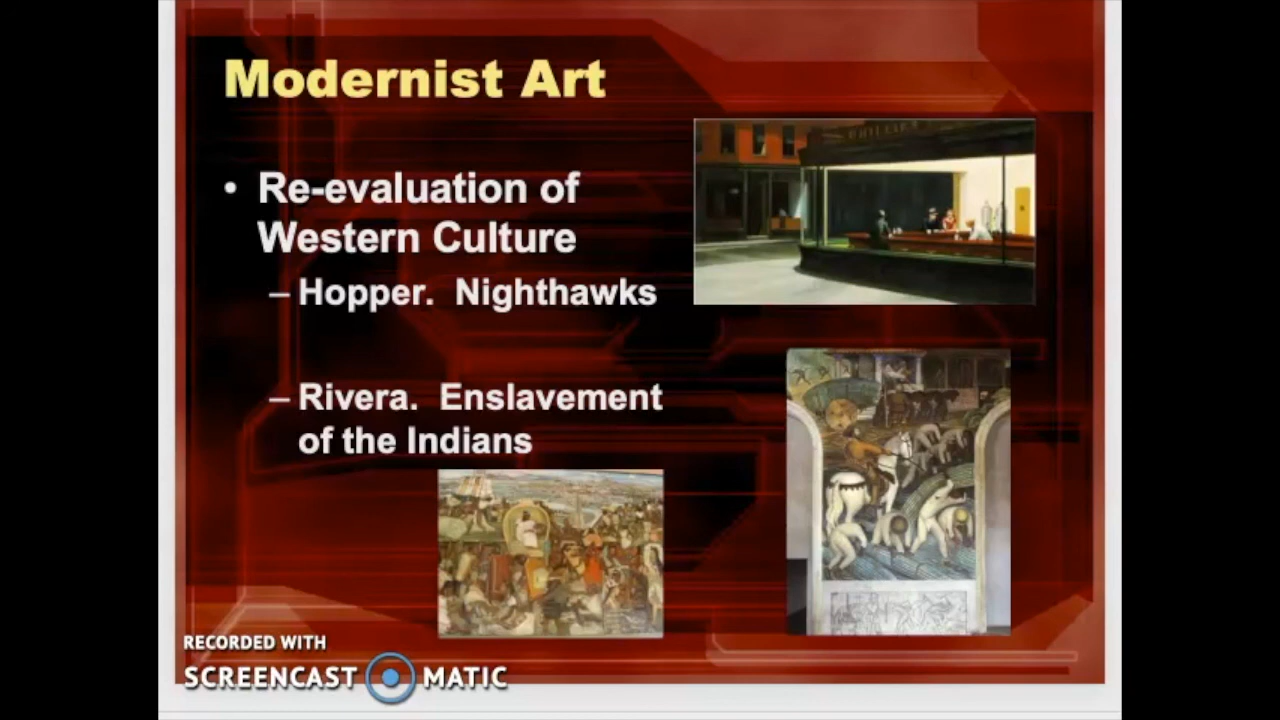 Modernist Art
• Re-evaluation of
Western Culture
– Hopper.  Nighthawks
– Rivera.  Enslavement
of the Indians
RECORDED WITH
SCREENCAST MATIC